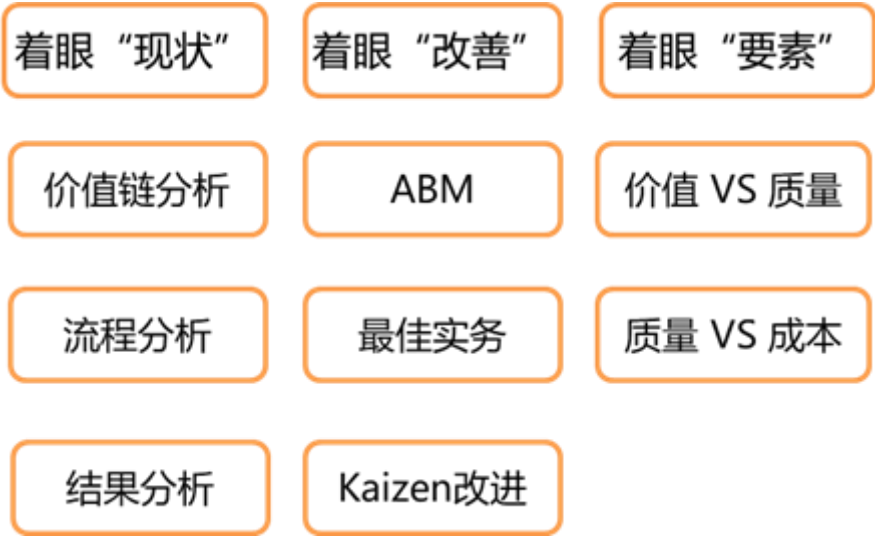 着眼“现状”
着眼“改善”
着眼“要素”
价值链分析
ABM
价值 VS 质量
流程分析
最佳实务
质量 VS 成本
结果分析
Kaizen改进